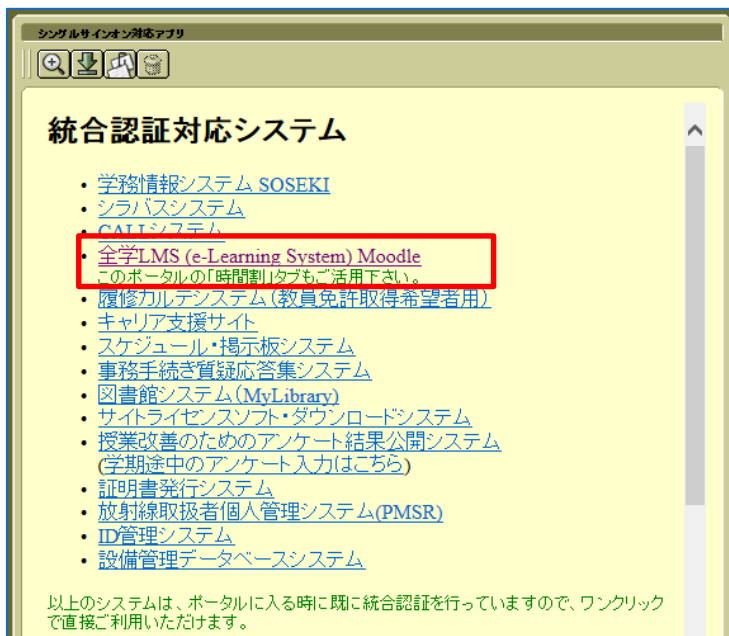 シングルサインオン対応アプリ
統合認証対応システム
• 学務情報システム SOSEKI
• シラバスシステム
• CALLシステム
• 全学LMS (e-Learning System) Moodle
このポータルの「時間割」タブもご活用下さい。
• 履修カルテシステム(教員免許取得希望者用)
• キャリア支援サイト
• スケジュール・掲示板システム
• 事務手続き質疑応答集システム
• 図書館システム(MyLibrary)
• サイトライセンスソフト・ダウンロードシステム
• 授業改善のためのアンケート結果公開システム
(学期途中のアンケート入力はこちら)
• 証明書発行システム
• 放射線取扱者個人管理システム(PMSR)
• ID管理システム
• 設備管理データベースシステム
以上のシステムは、ポータルに入る時に既に統合認証を行っていますので、ワンクリック
で直接ご利用いただけます。